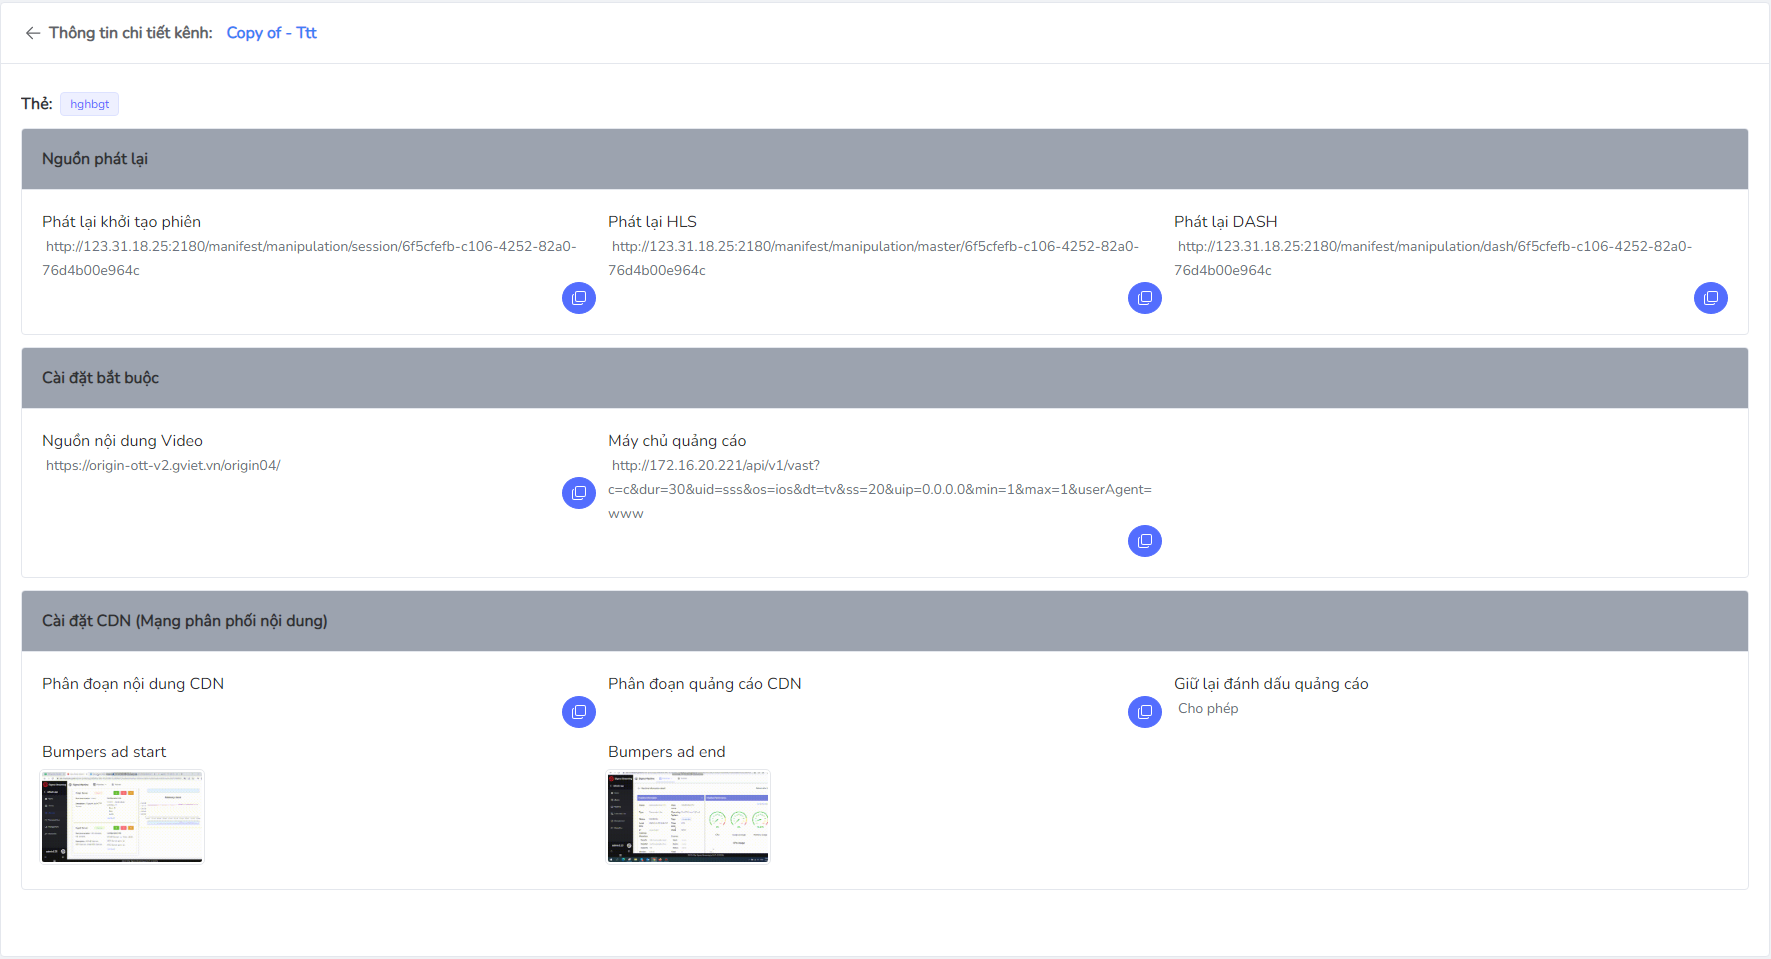 Thông tin chi tiết kênh: Copy of - Ttt
Thẻ: hghbgt
Nguồn phát lại
Phát lại khởi tạo phiên
http://123.31.18.25:2180/manifest/manipulation/session/6f5cfefb-c106-4252-82a0-
76d4b00e964c
Phát lại HLS
http://123.31.18.25:2180/manifest/manipulation/master/6f5cfefb-c106-4252-82a0-
76d4b00e964c
Phát lại DASH
http://123.31.18.25:2180/manifest/manipulation/dash/6f5cfefb-c106-4252-82a0-
76d4b00e964c
Cài đặt bắt buộc
Nguồn nội dung Video
https://origin-ott-v2.gviet.vn/origin04/
Máy chủ quảng cáo
http://172.16.20.221/api/v1/vast?
c=c&dur=30&uid=sss&os=ios&dt=tv&ss=20&uip=0.0.0.0&min=1&max=1&userAgent=
www
Cài đặt CDN (Mạng phân phối nội dung)
Phân đoạn nội dung CDN
Phân đoạn quảng cáo CDN
Giữ lại đánh dấu quảng cáo
Cho phép
Bumpers ad start
Bumpers ad end